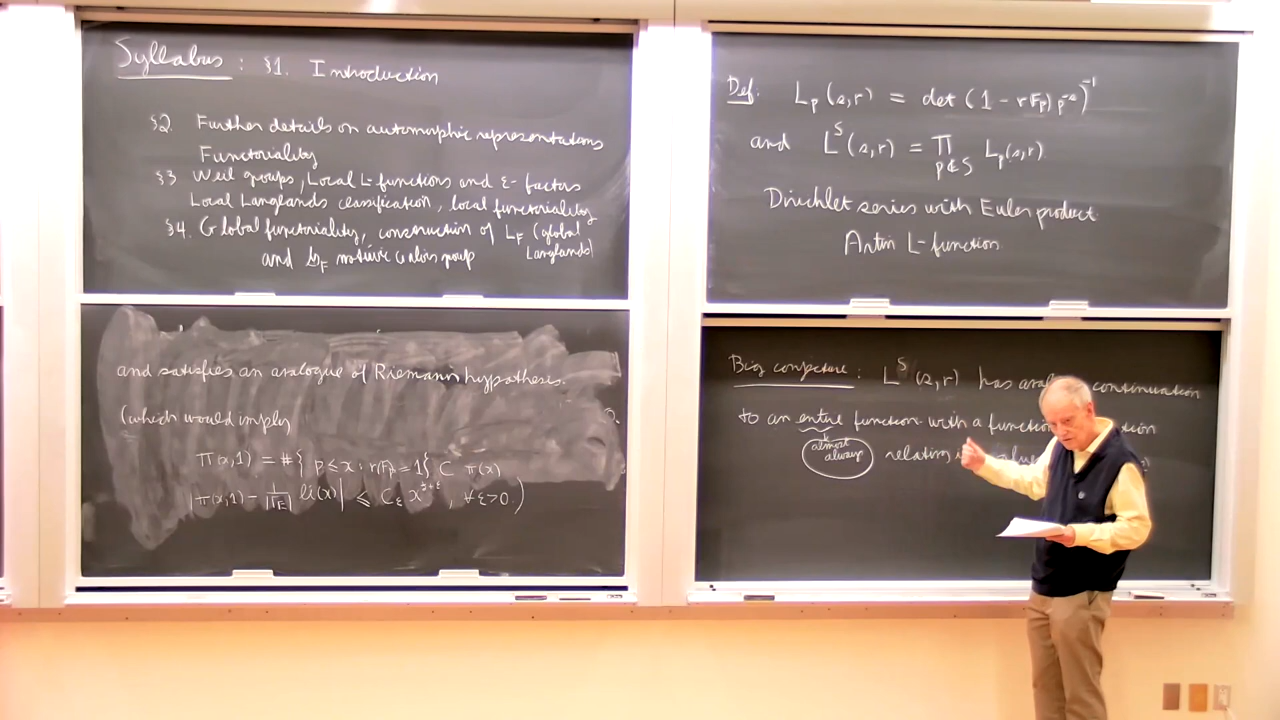 Syllabus : §1. Introduction
§2. Further details on automorphic representations
Functoriality
§3 Weil groups, Local L-functions and ε-factors
Local Langlands classification, local functoriality
§4. Global functoriality, construction of L_F (global
Langlands)
and motivic Galois group
and satisfies an analogue of Riemann hypothesis.
(which would imply
π(x,1) = #{ p ≤ x : r(F_p) = 1{ ⊂ π(x)
|π(x,1) - 1/|Γ_E| li(x)| ≤ C_ε x^{½+ε}, ∀ε>0.)
Def. L_p(s,r) = det (1 - r(F_p) p^{-s})^{-1}
and L^S(s,r) = ∏_{p∉S} L_p(s,r).
Dirichlet series with Euler product
Artin L-function.
Big conjecture : L^S(s,r) has continuation
to an entire function with a
almost
always
relating